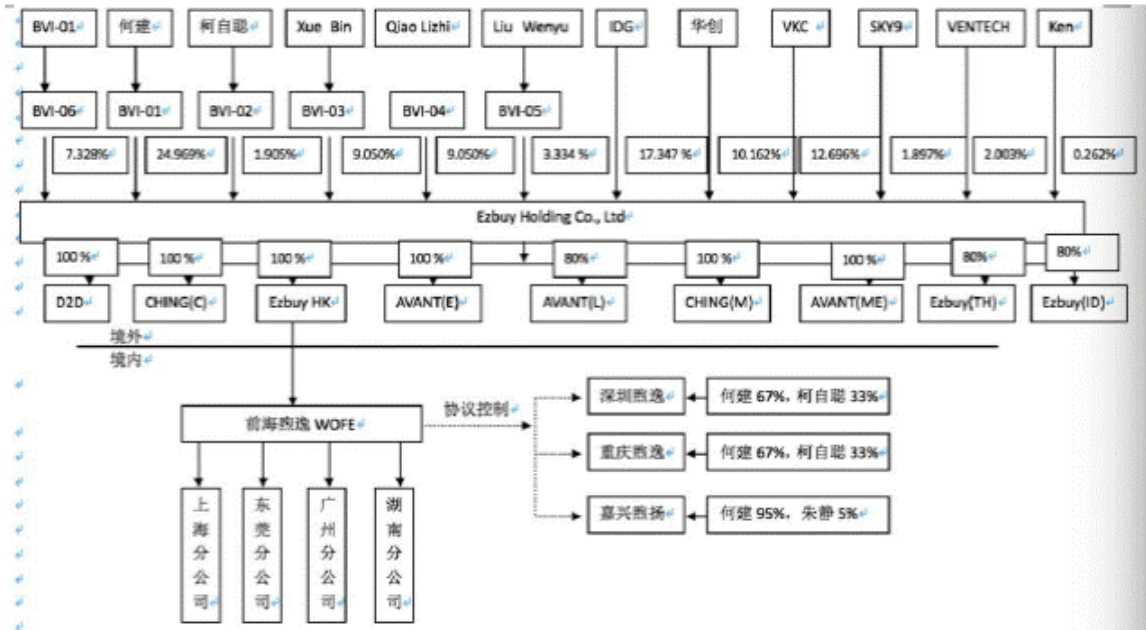 BVI-01 何建 柯自聪 Xue Bin Qiao Lizhi Liu Wenyu IDG 华创 VKC SKY9 VENTECH Ken
BVI-06 BVI-01 BVI-02 BVI-03 BVI-04 BVI-05
7.328% 24.969% 1.905% 9.050% 9.050% 3.334 % 17.347 % 10.162% 12.696% 1.897% 2.003% 0.262%
Ezbuy Holding Co., Ltd
100 % 100 % 100 % 100 % 80% 100 % 100 % 80% 80%
D2D CHING(C) Ezbuy HK AVANT(E) AVANT(L) CHING(M) AVANT(ME) Ezbuy(TH) Ezbuy(ID)
境外
境内
前海煦逸 WOFE 协议控制
深圳煦逸 何建 67%, 柯自聪 33%
重庆煦逸 何建 67%, 柯自聪 33%
嘉兴煦扬 何建 95%, 朱静 5%
上海分公司
东莞分公司
广州分公司
湖南分公司